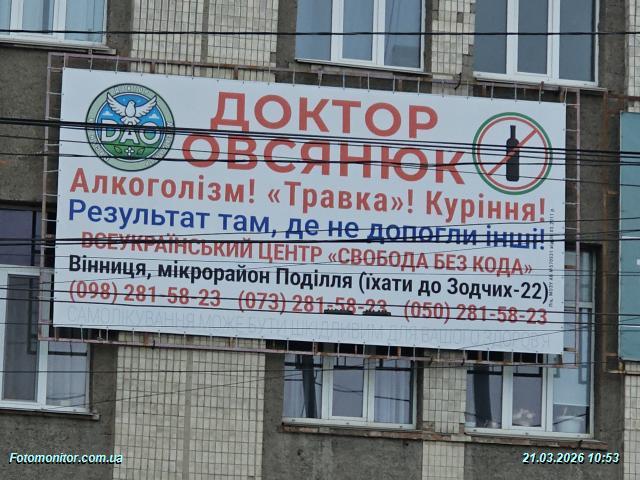 ДОКТОР
ОВСЯНЮК
DAO
Алкоголізм! «Травка»! Куріння!
Результат там, де не допогли інші!
ВСЕУКРАЇНСЬКИЙ ЦЕНТР «СВОБОДА БЕЗ КОДА»
Вінниця, мікрорайон Поділля (їхати до Зодчих-22)
(098) 281-58-23 (073) 281-58-23 (050) 281-58-23
САМОЛІКУВАННЯ МОЖЕ БУТИ ШКІДЛИВИМ ДЛЯ ВАШОГО ЗДОРОВ'Я
Fotomonitor.com.ua
21.03.2026 10:53